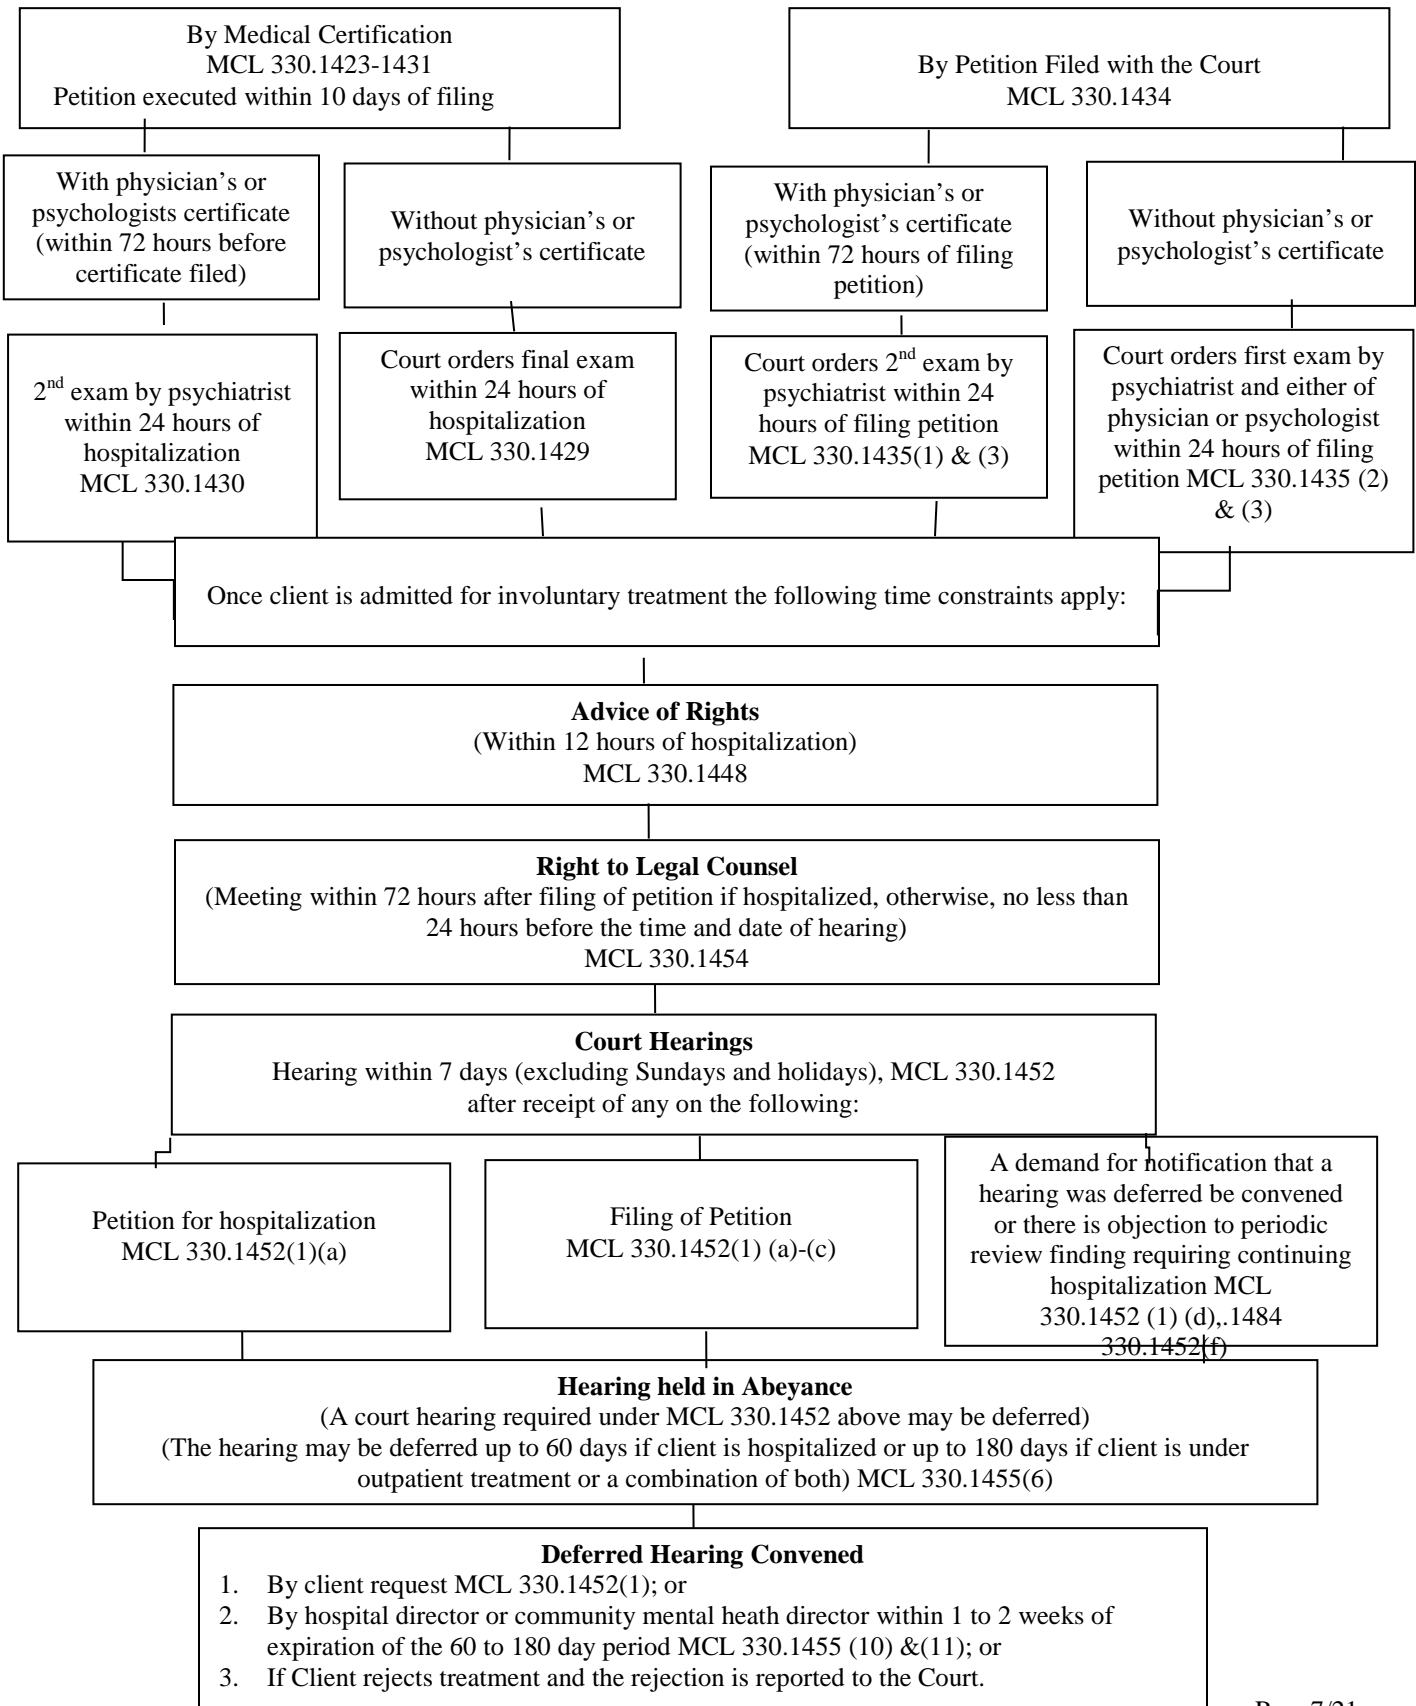 By Medical Certification
MCL 330.1423-1431
Petition executed within 10 days of filing
By Petition Filed with the Court
MCL 330.1434
With physician’s or
psychologists certificate
(within 72 hours before
certificate filed)
Without physician’s or
psychologist’s certificate
With physician’s or
psychologist’s certificate
(within 72 hours of filing
petition)
Without physician’s or
psychologist’s certificate
2nd exam by psychiatrist
within 24 hours of
hospitalization
MCL 330.1430
Court orders final exam
within 24 hours of
hospitalization
MCL 330.1429
Court orders 2nd exam by
psychiatrist within 24
hours of filing petition
MCL 330.1435(1) & (3)
Court orders first exam by
psychiatrist and either of
physician or psychologist
within 24 hours of filing
petition MCL 330.1435 (2)
& (3)
Once client is admitted for involuntary treatment the following time constraints apply:
Advice of Rights
(Within 12 hours of hospitalization)
MCL 330.1448
Right to Legal Counsel
(Meeting within 72 hours after filing of petition if hospitalized, otherwise, no less than
24 hours before the time and date of hearing)
MCL 330.1454
Court Hearings
Hearing within 7 days (excluding Sundays and holidays), MCL 330.1452
after receipt of any on the following:
Petition for hospitalization
MCL 330.1452(1)(a)
Filing of Petition
MCL 330.1452(1) (a)-(c)
A demand for notification that a
hearing was deferred be convened
or there is objection to periodic
review finding requiring continuing
hospitalization MCL
330.1452 (1) (d),.1484
330.1452(f)
Hearing held in Abeyance
(A court hearing required under MCL 330.1452 above may be deferred)
(The hearing may be deferred up to 60 days if client is hospitalized or up to 180 days if client is under
outpatient treatment or a combination of both) MCL 330.1455(6)
Deferred Hearing Convened
1. By client request MCL 330.1452(1); or
2. By hospital director or community mental heath director within 1 to 2 weeks of
expiration of the 60 to 180 day period MCL 330.1455 (10) &(11); or
3. If Client rejects treatment and the rejection is reported to the Court.